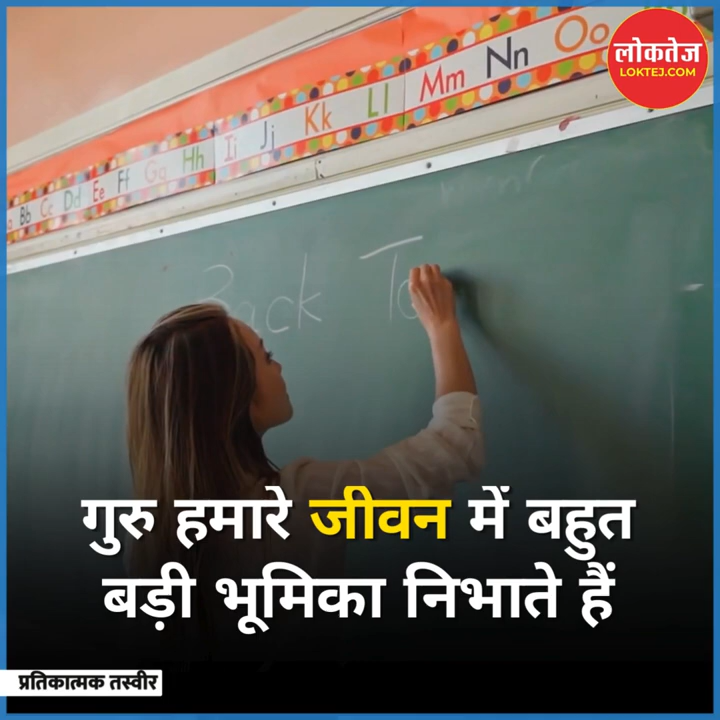 लोकतेज
LOKTEJ.COM
Bb Cc Dd Ee Ff Gg Hh Ii Jj Kk Ll Mm Nn Oo
Back To
गुरु हमारे जीवन में बहुत
बड़ी भूमिका निभाते हैं
प्रतिकात्मक तस्वीर